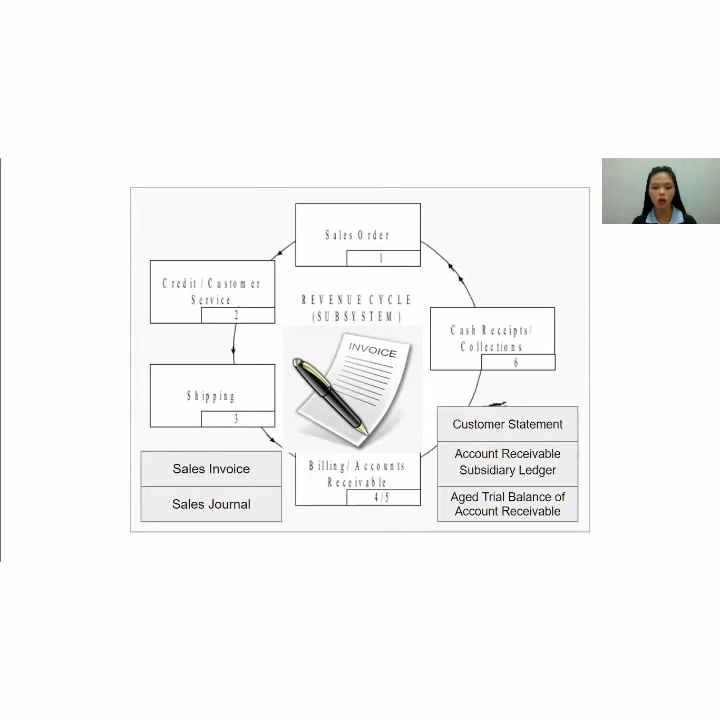 Sales Order
1
Credit/Customer
Service
2
REVENUE CYCLE
(SUBSYSTEM)
Cash Receipts/
Collections
6
INVOICE
Shipping
3
Customer Statement
Account Receivable
Subsidiary Ledger
Aged Trial Balance of
Account Receivable
Billing/Accounts
Receivable
4/5
Sales Invoice
Sales Journal